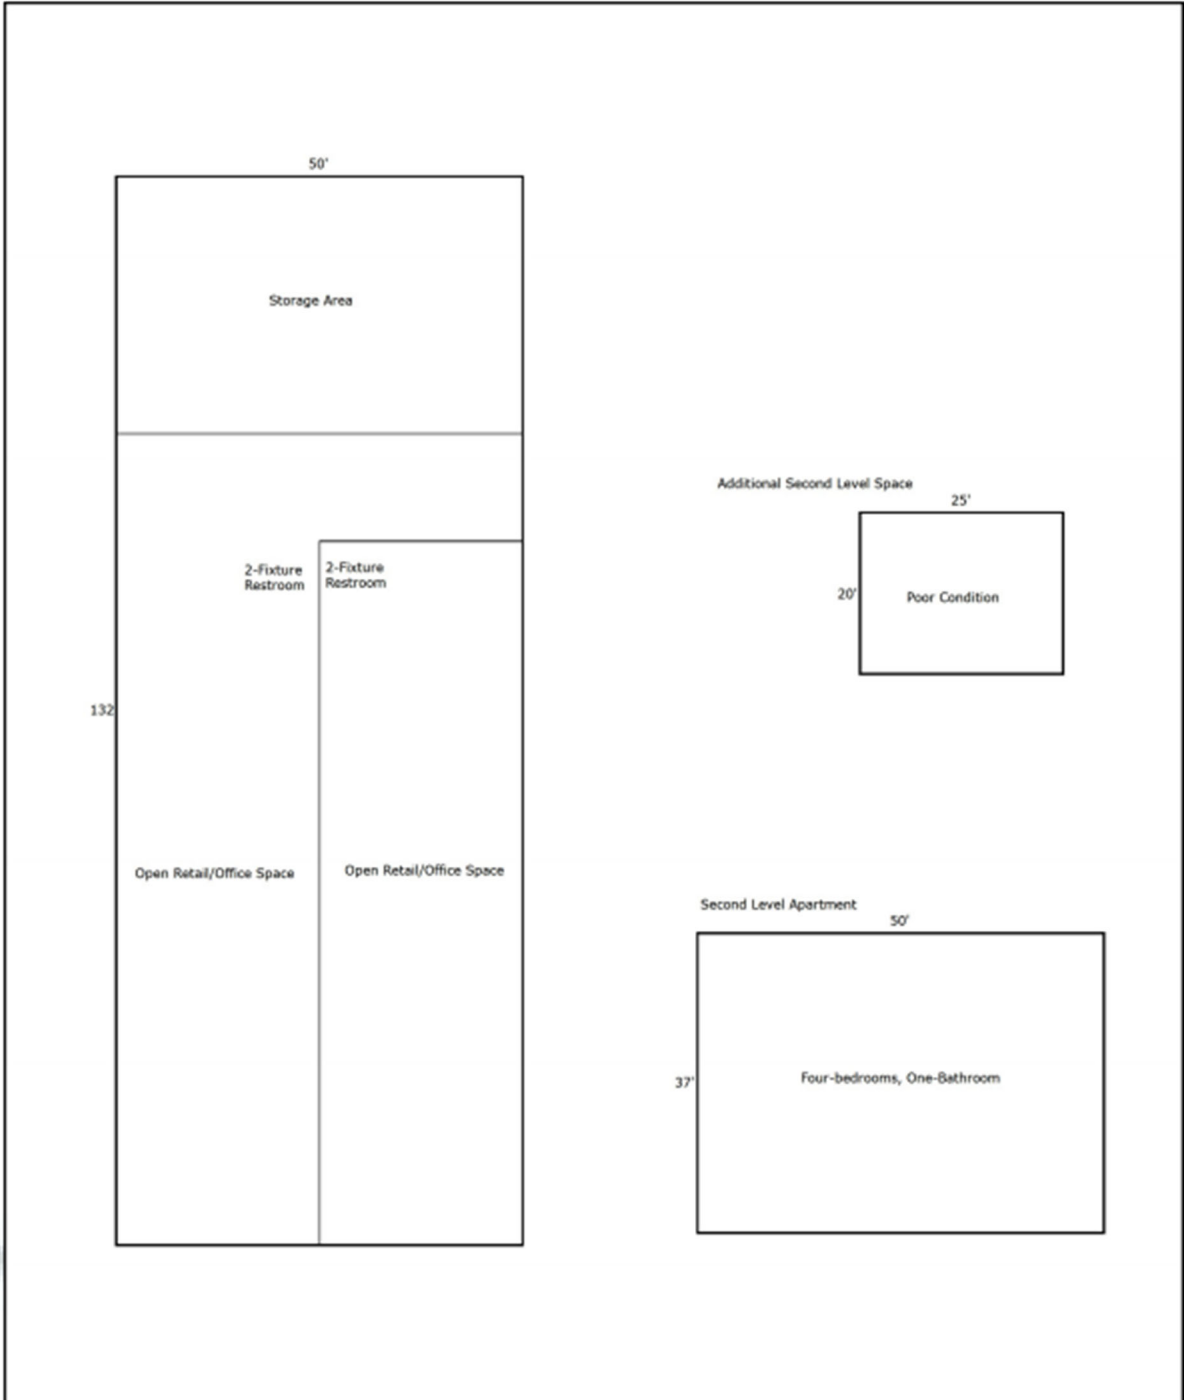 50'
Storage Area
Additional Second Level Space
25'
2-Fixture
Restroom
2-Fixture
Restroom
20'
Poor Condition
132
Open Retail/Office Space
Open Retail/Office Space
Second Level Apartment
50'
37'
Four-bedrooms, One-Bathroom